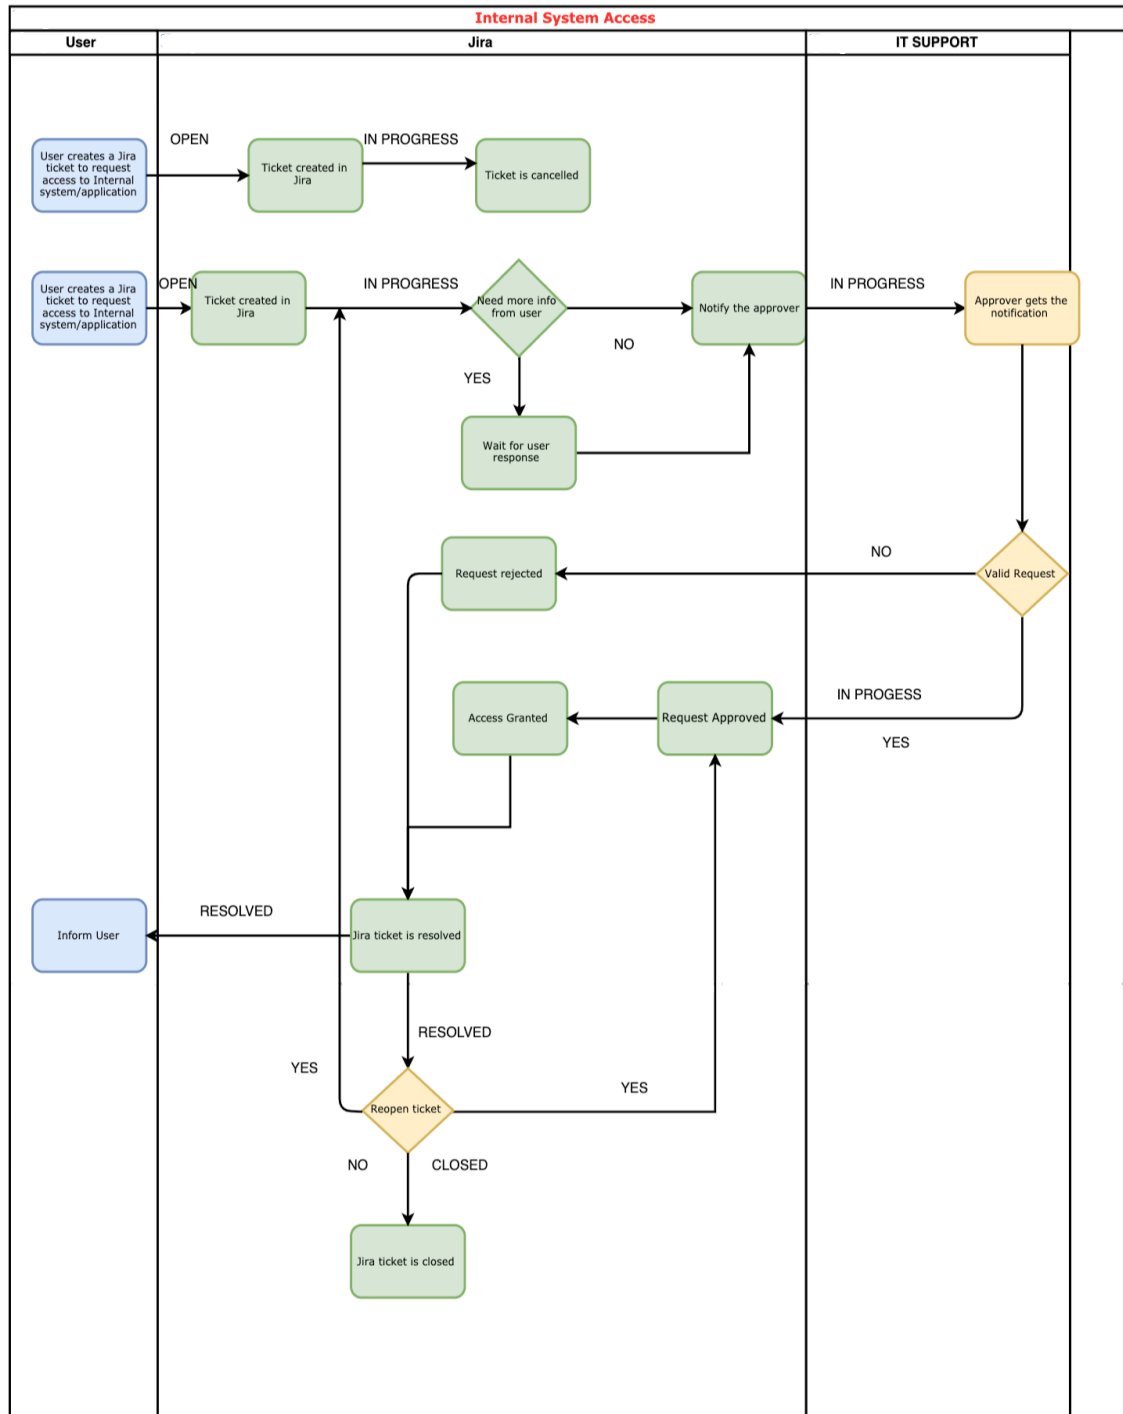 Internal System Access
User
Jira
IT SUPPORT
User creates a Jira
ticket to request
access to Internal
system/application
OPEN
Ticket created in
Jira
IN PROGRESS
Ticket is cancelled
User creates a Jira
ticket to request
access to Internal
system/application
OPEN
Ticket created in
Jira
IN PROGRESS
Need more info
from user
NO
Notify the approver
IN PROGRESS
Approver gets the
notification
YES
Wait for user
response
Request rejected
NO
Valid Request
Access Granted
Request Approved
IN PROGESS
YES
Inform User
RESOLVED
Jira ticket is resolved
RESOLVED
YES
Reopen ticket
YES
NO
CLOSED
Jira ticket is closed